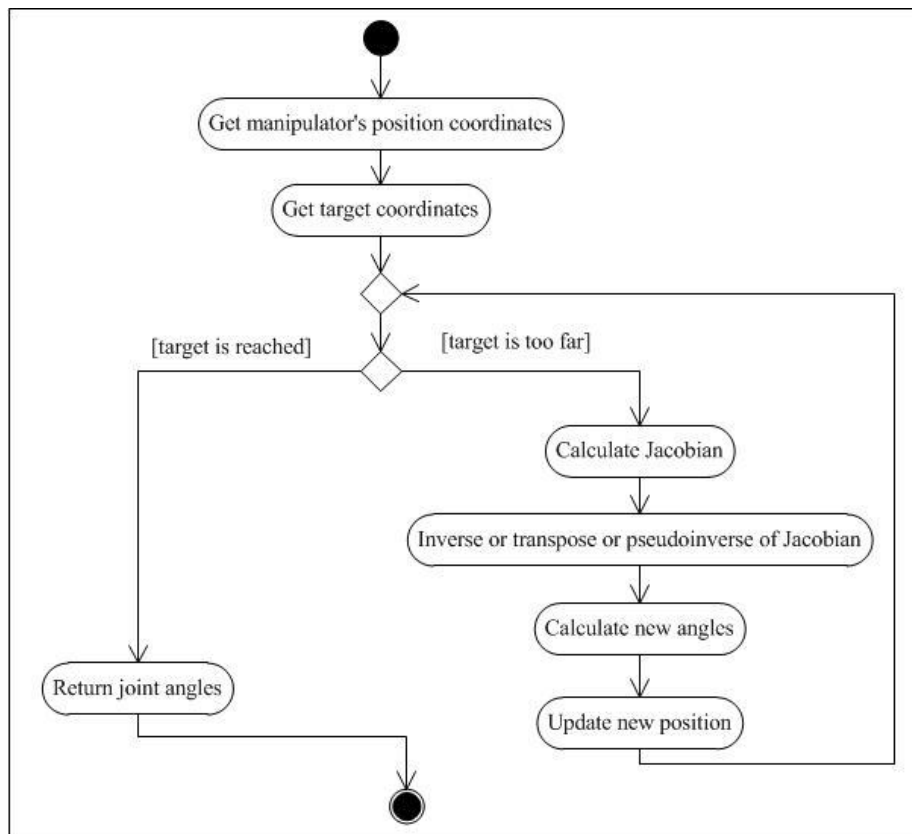 Get manipulator's position coordinates
Get target coordinates
[target is reached]
[target is too far]
Calculate Jacobian
Inverse or transpose or pseudoinverse of Jacobian
Calculate new angles
Return joint angles
Update new position